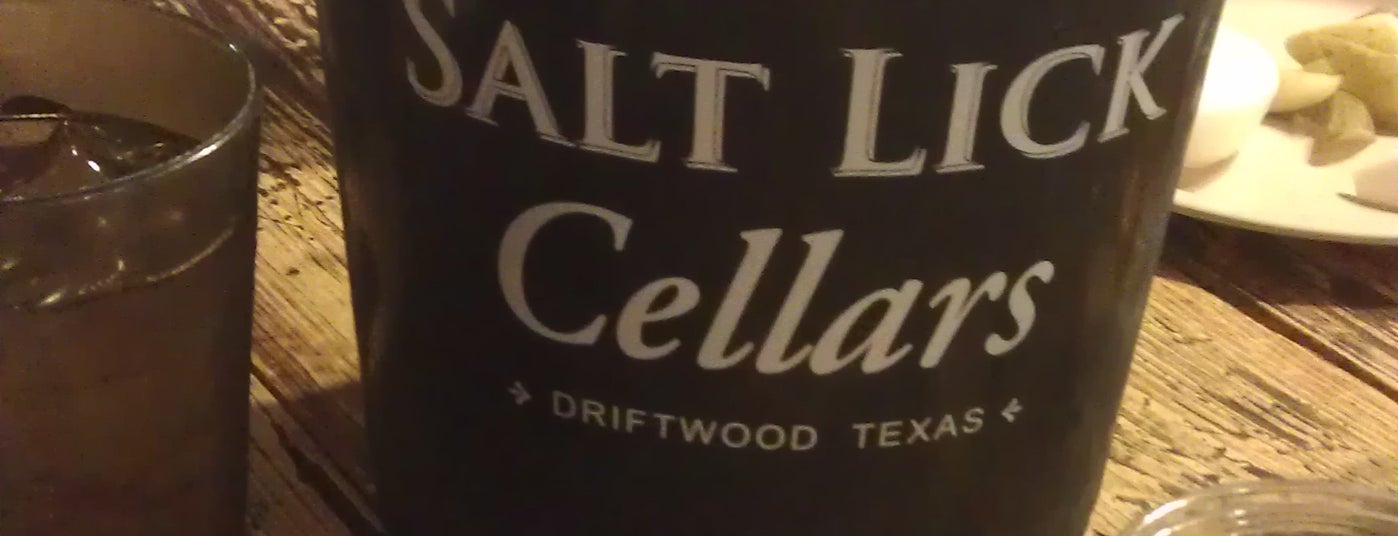 SALT LICK
Cellars
DRIFTWOOD TEXAS